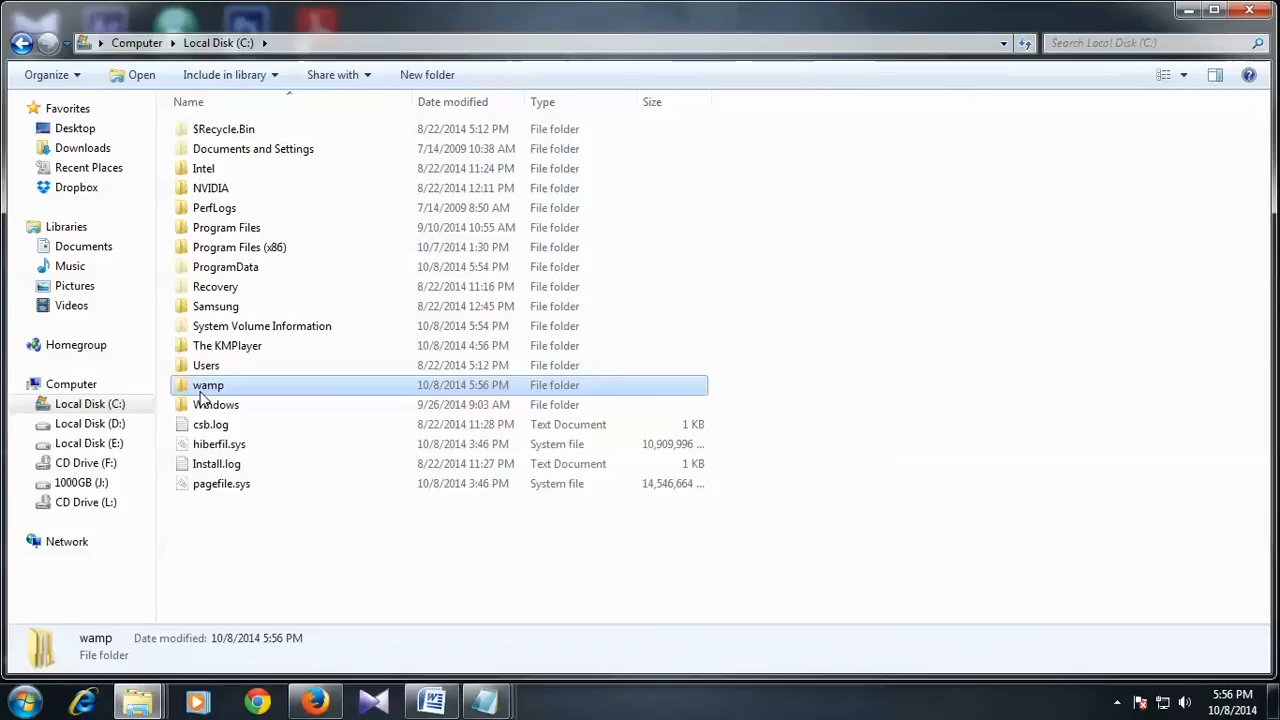 Computer Local Disk (C:) Search Local Disk (C:)
Organize Open Include in library Share with New folder
Name Date modified Type Size
Favorites
Desktop
Downloads
Recent Places
Dropbox
Libraries
Documents
Music
Pictures
Videos
Homegroup
Computer
Local Disk (C:)
Local Disk (D:)
Local Disk (E:)
CD Drive (F:)
1000GB (J:)
CD Drive (L:)
Network
$Recycle.Bin 8/22/2014 5:12 PM File folder
Documents and Settings 7/14/2009 10:38 AM File folder
Intel 8/22/2014 11:24 PM File folder
NVIDIA 8/22/2014 12:11 PM File folder
PerfLogs 7/14/2009 8:50 AM File folder
Program Files 9/10/2014 10:55 AM File folder
Program Files (x86) 10/7/2014 1:30 PM File folder
ProgramData 10/8/2014 5:54 PM File folder
Recovery 8/22/2014 11:16 PM File folder
Samsung 8/22/2014 12:45 PM File folder
System Volume Information 10/8/2014 5:54 PM File folder
The KMPlayer 10/8/2014 4:56 PM File folder
Users 8/22/2014 5:12 PM File folder
wamp 10/8/2014 5:56 PM File folder
Windows 9/26/2014 9:03 AM File folder
csb.log 8/22/2014 11:28 PM Text Document 1 KB
hiberfil.sys 10/8/2014 3:46 PM System file 10,909,996 ...
Install.log 8/22/2014 11:27 PM Text Document 1 KB
pagefile.sys 10/8/2014 3:46 PM System file 14,546,664 ...
wamp Date modified: 10/8/2014 5:56 PM
File folder
5:56 PM
10/8/2014